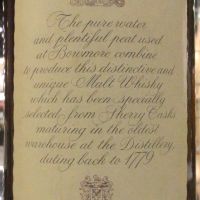 The pure water
and plentiful peat used
at Bowmore combine
to produce this distinctive and
unique Malt Whisky
which has been specially
selected from Sherry Casks
maturing in the oldest
warehouse at the Distillery,
dating back to 1779